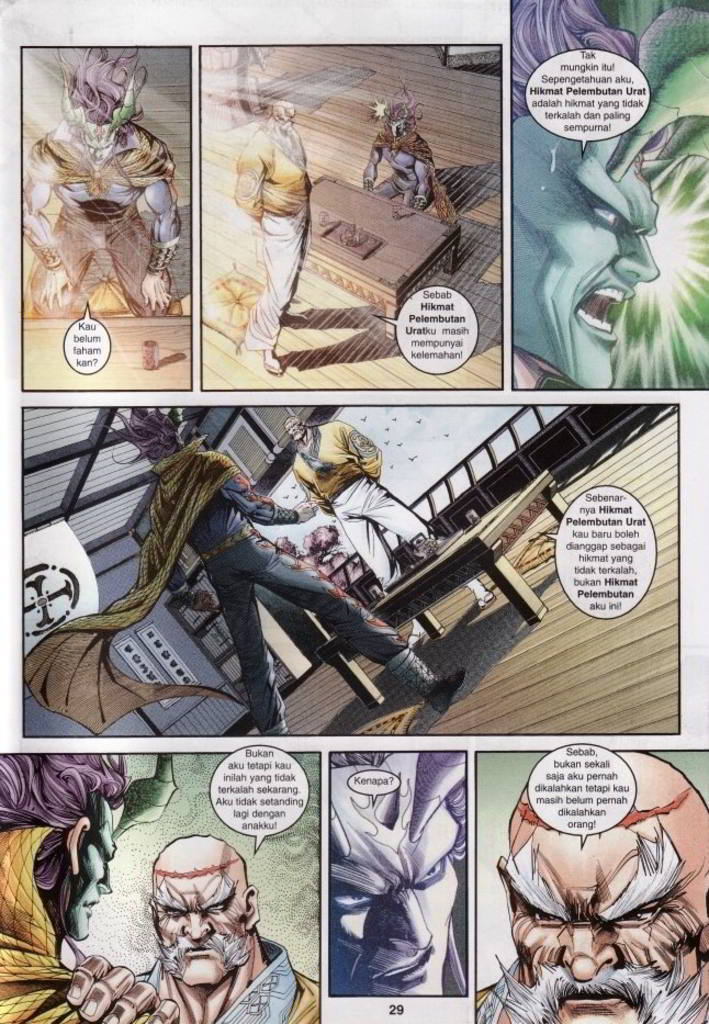 Kau
belum
faham
kan?
Sebab
Hikmat
Pelembutan
Uratku masih
mempunyai
kelemahan!
Tak
mungkin itu!
Sepengetahuan aku,
Hikmat Pelembutan Urat
adalah hikmat yang tidak
terkalah dan paling
sempurna!
Sebenar-
nya Hikmat
Pelembutan Urat
kau baru boleh
dianggap sebagai
hikmat yang
tidak terkalah,
bukan Hikmat
Pelembutan
aku ini!
Bukan
aku tetapi kau
inilah yang tidak
terkalah sekarang.
Aku tidak setanding
lagi dengan
anakku!
Kenapa?
Sebab,
bukan sekali
saja aku pernah
dikalahkan tetapi kau
masih belum pernah
dikalahkan
orang!
29